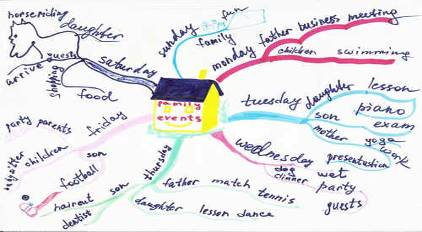 family
events
sunday
family
fun
monday
father business meeting
children swimming
tuesday
daughter lesson
son piano
exam
mother yoga
work
wednesday
presentation
dog wet
dinner party
guests
thursday
father match tennis
daughter lesson dance
son haircut
dentist
friday
party parents
children
son football
saturday
daughter
horseriding
guests
arrive
shopping
food